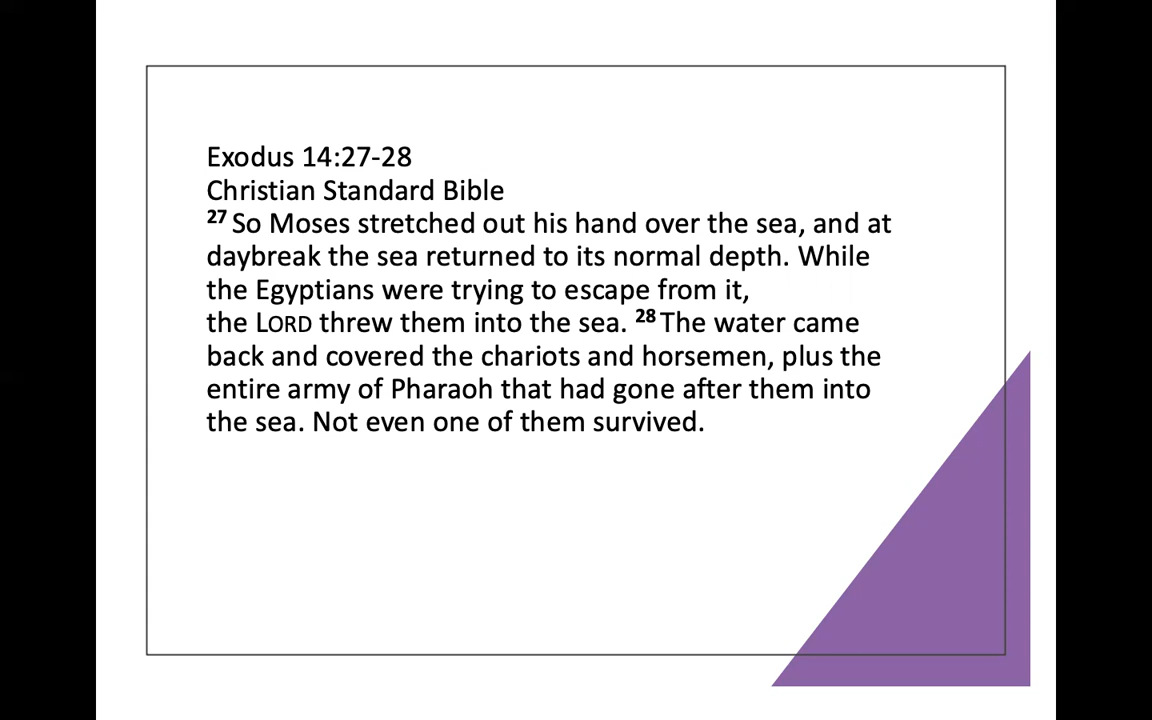 Exodus 14:27-28
Christian Standard Bible
27 So Moses stretched out his hand over the sea, and at
daybreak the sea returned to its normal depth. While
the Egyptians were trying to escape from it,
the LORD threw them into the sea. 28 The water came
back and covered the chariots and horsemen, plus the
entire army of Pharaoh that had gone after them into
the sea. Not even one of them survived.